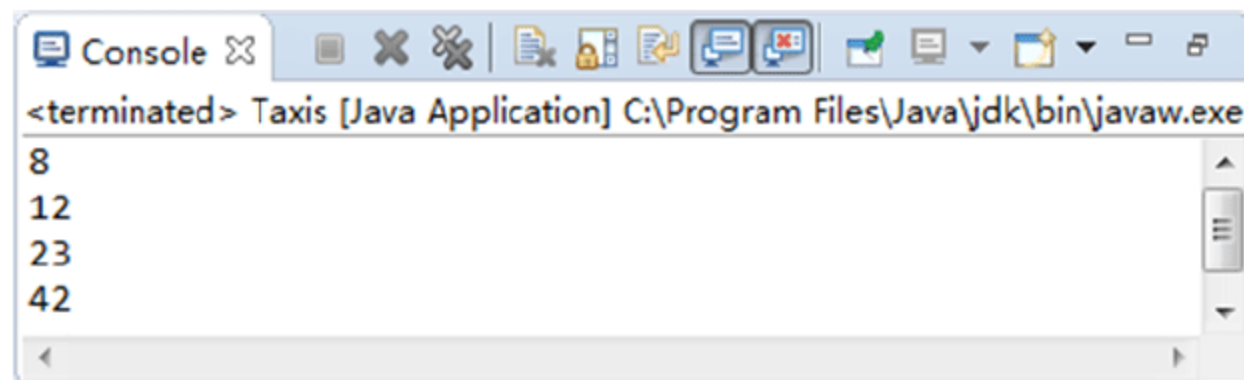 Console
<terminated> Taxis [Java Application] C:\Program Files\Java\jdk\bin\javaw.exe
8
12
23
42